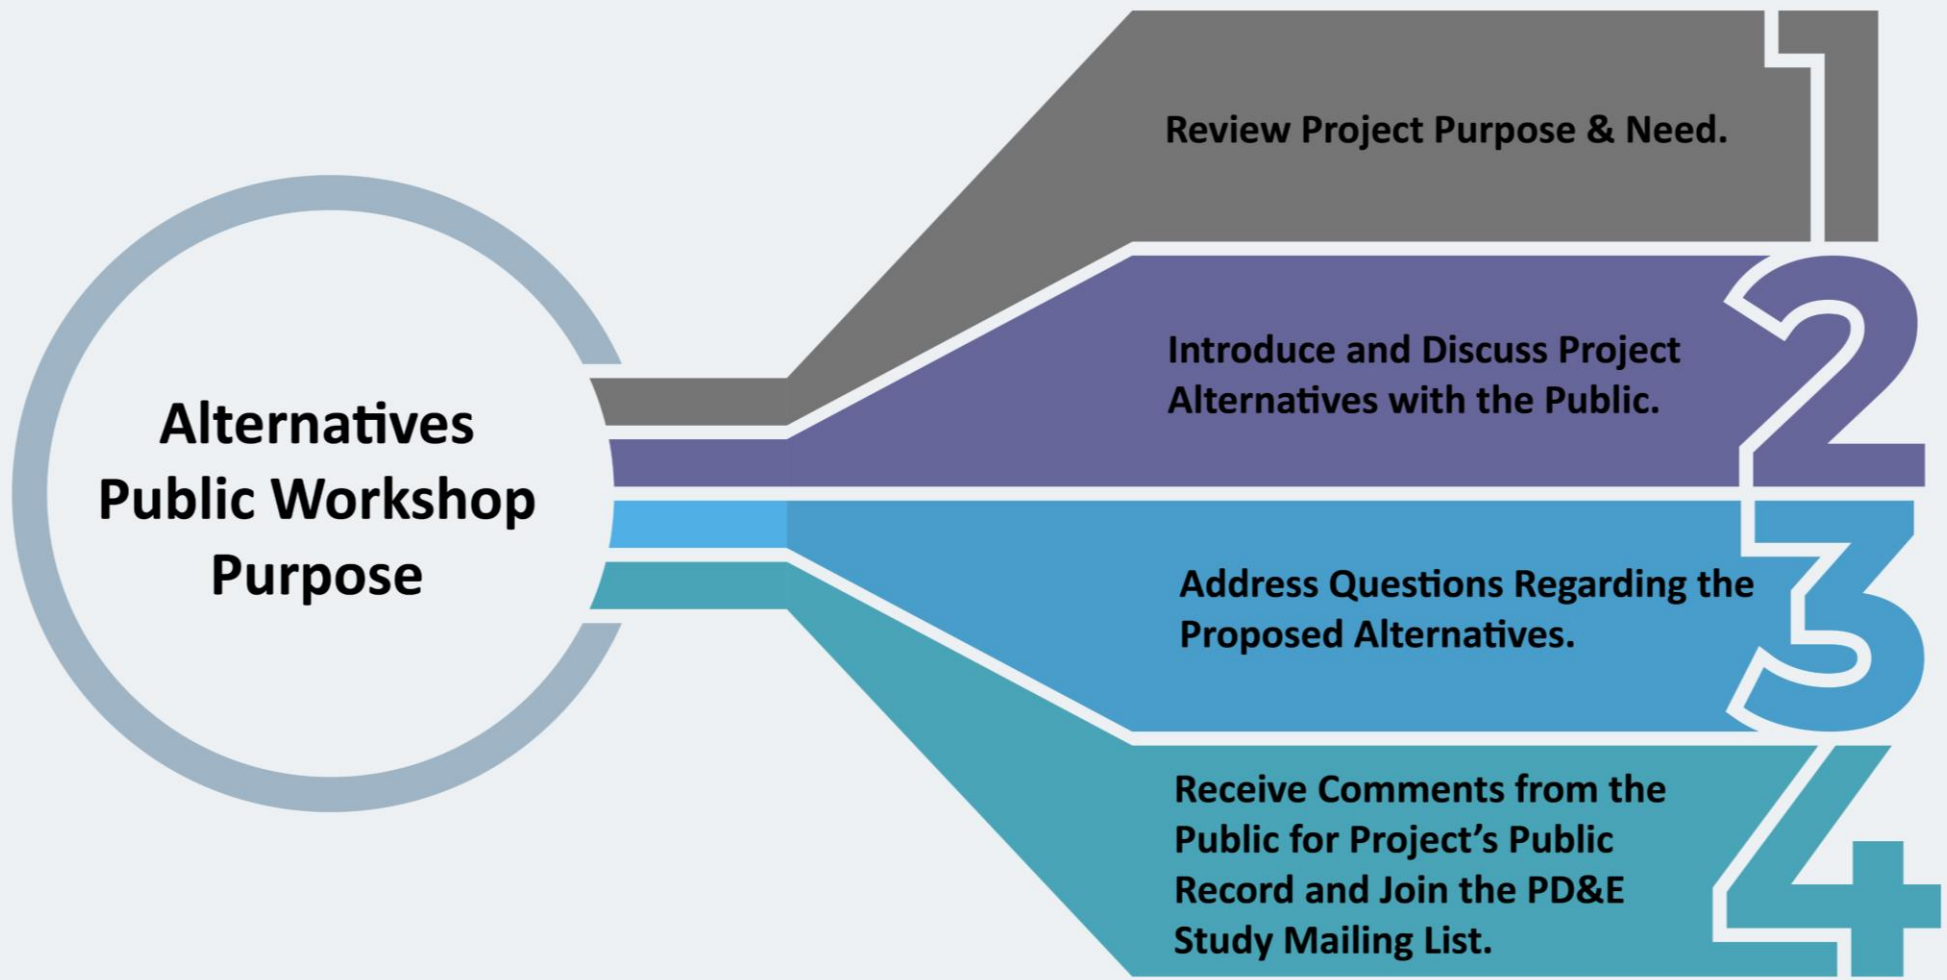 Alternatives
Public Workshop
Purpose
Review Project Purpose & Need.
1
Introduce and Discuss Project
Alternatives with the Public.
2
Address Questions Regarding the
Proposed Alternatives.
3
Receive Comments from the
Public for Project’s Public
Record and Join the PD&E
Study Mailing List.
4